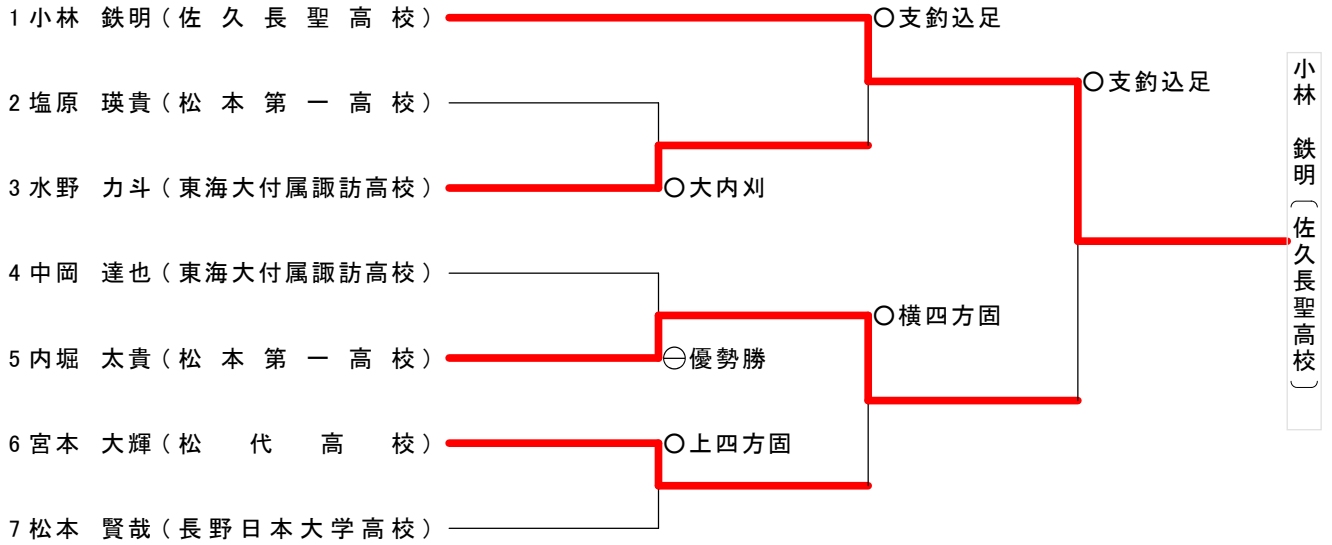 1 小林 鉄明(佐久長聖高校)
○支釣込足
○支釣込足
2 塩原 瑛貴(松本第一高校)
3 水野 力斗(東海大付属諏訪高校)
○大内刈
4 中岡 達也(東海大付属諏訪高校)
○横四方固
5 内堀 太貴(松本第一高校)
㊀優勢勝
6 宮本 大輝(松代高校)
○上四方固
7 松本 賢哉(長野日本大学高校)
小林 鉄明(佐久長聖高校)